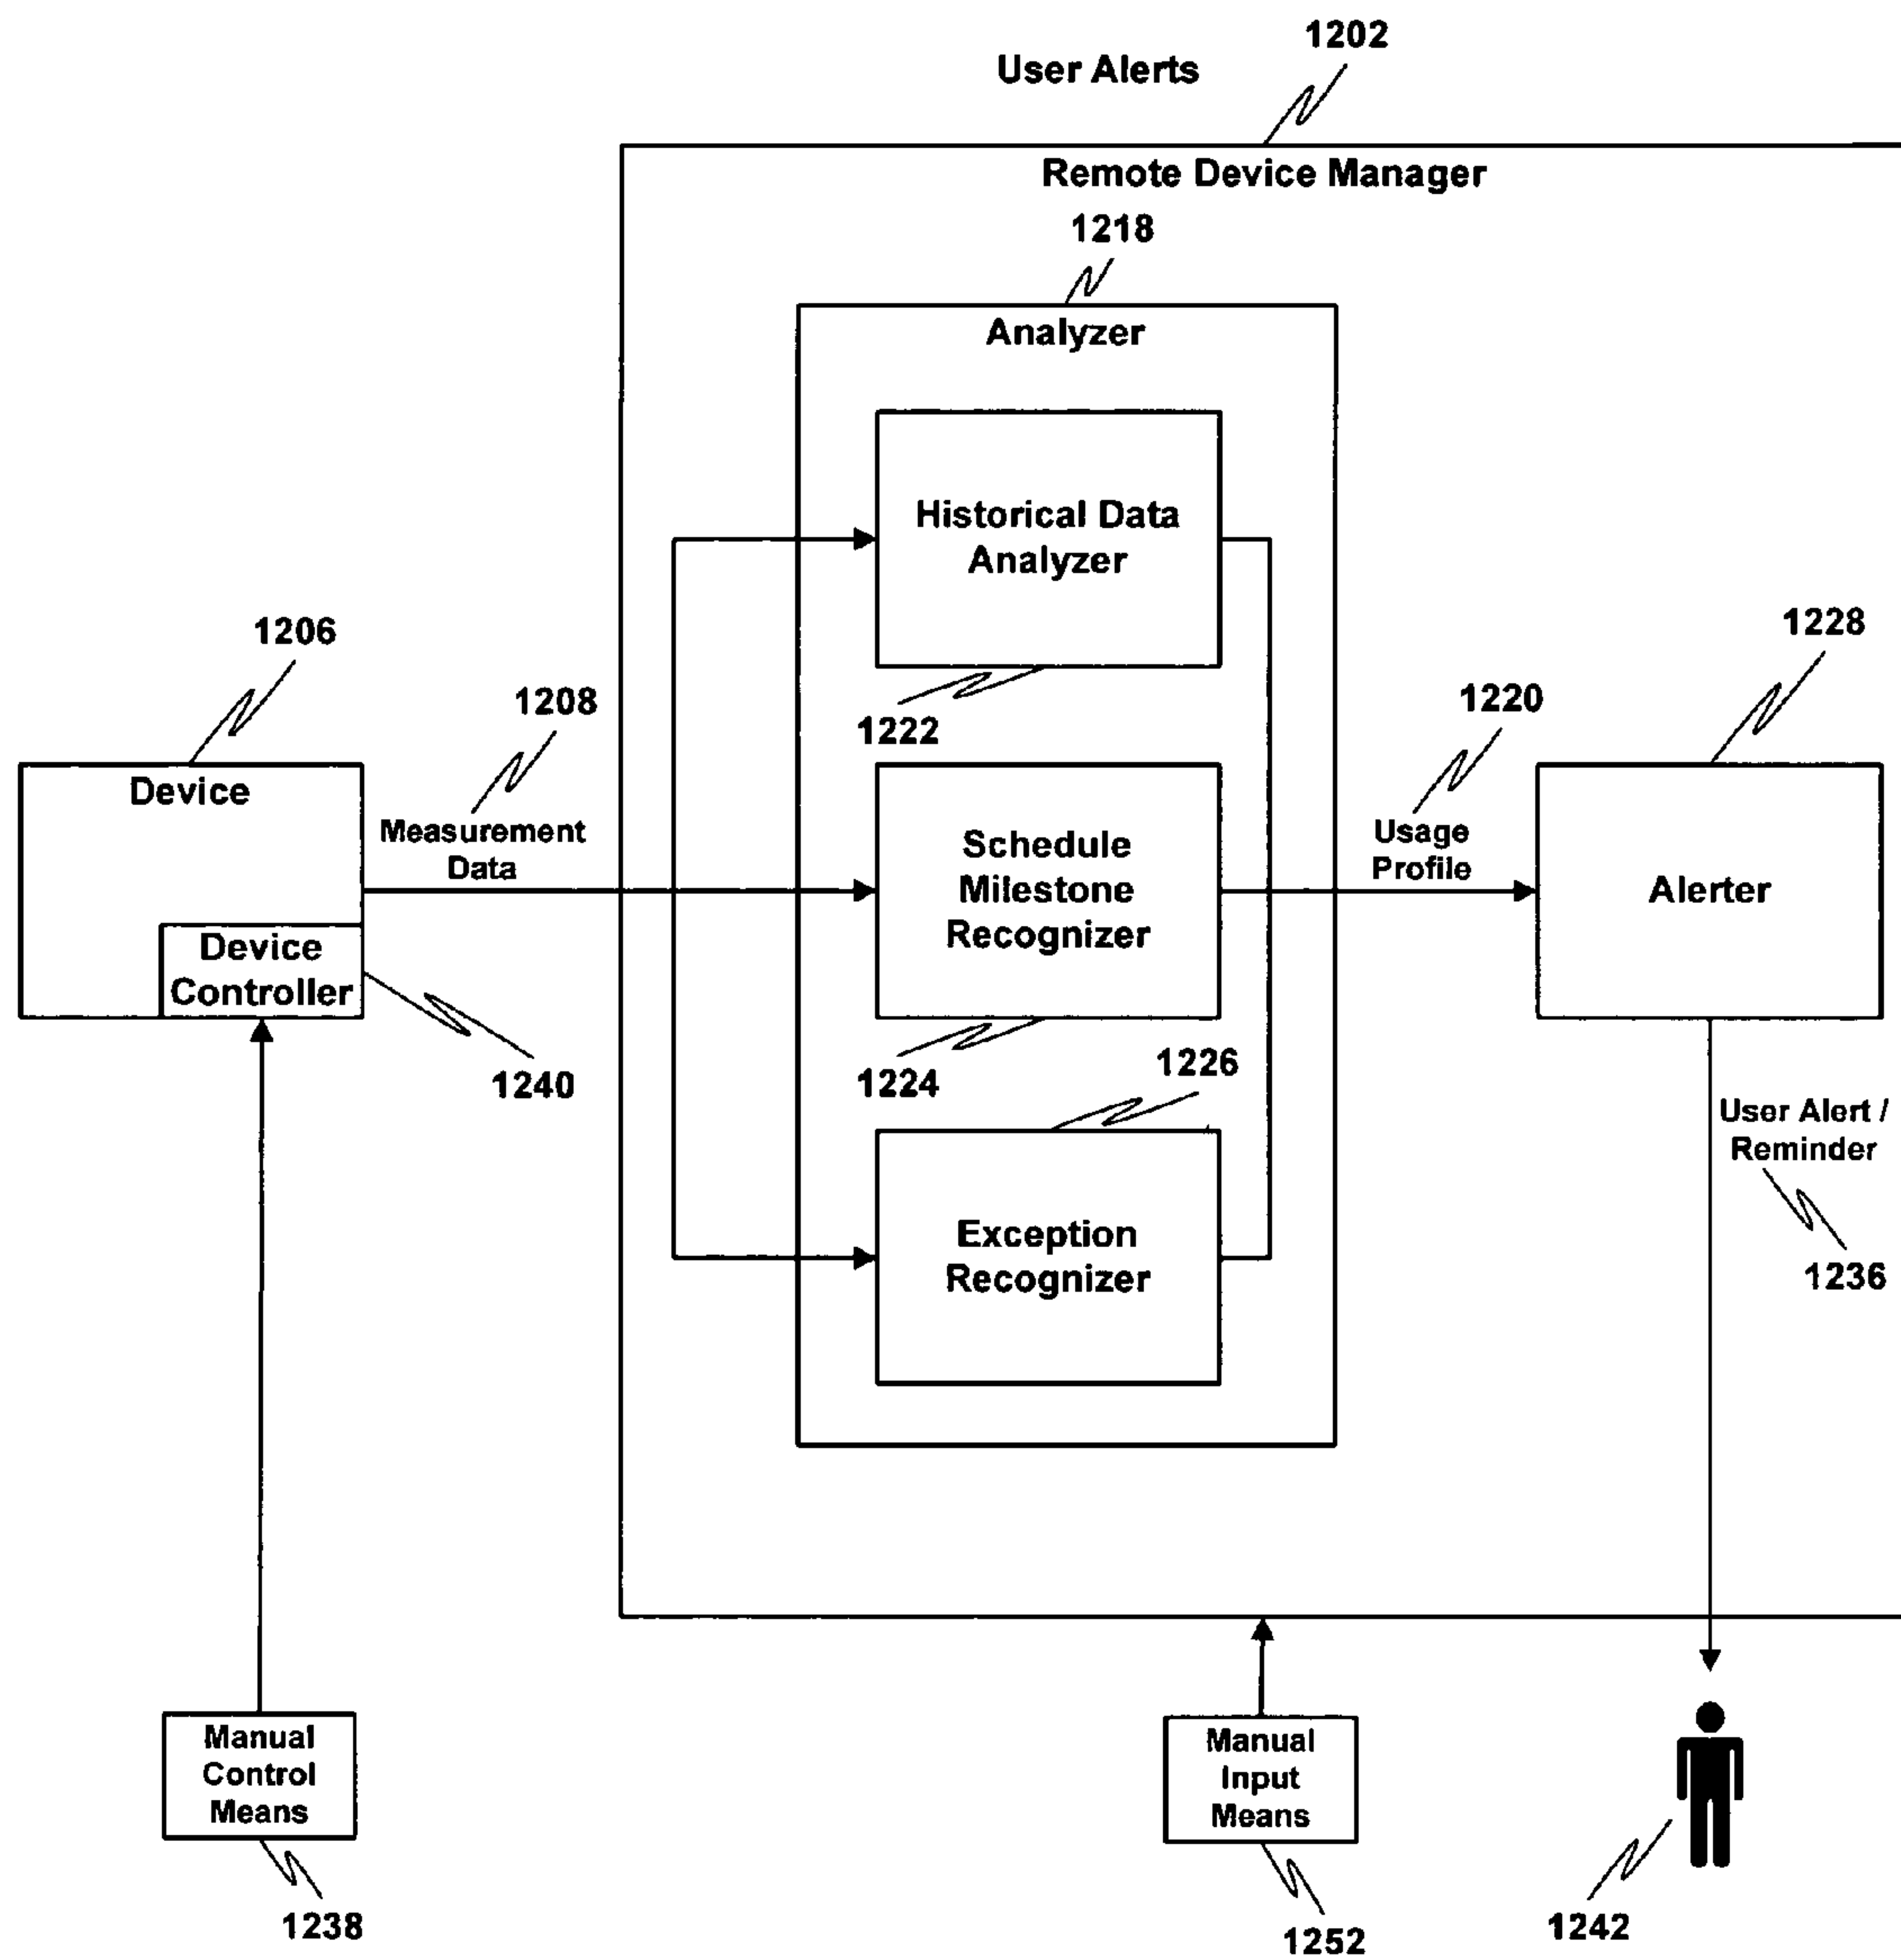 1202
User Alerts
Remote Device Manager
1218
Analyzer
Historical Data
Analyzer
1222
1206
Device
1208
Measurement
Data
Device
Controller
1240
Schedule
Milestone
Recognizer
1224
1220
Usage
Profile
1228
Alerter
1226
Exception
Recognizer
User Alert /
Reminder
1236
Manual
Control
Means
1238
Manual
Input
Means
1252
1242